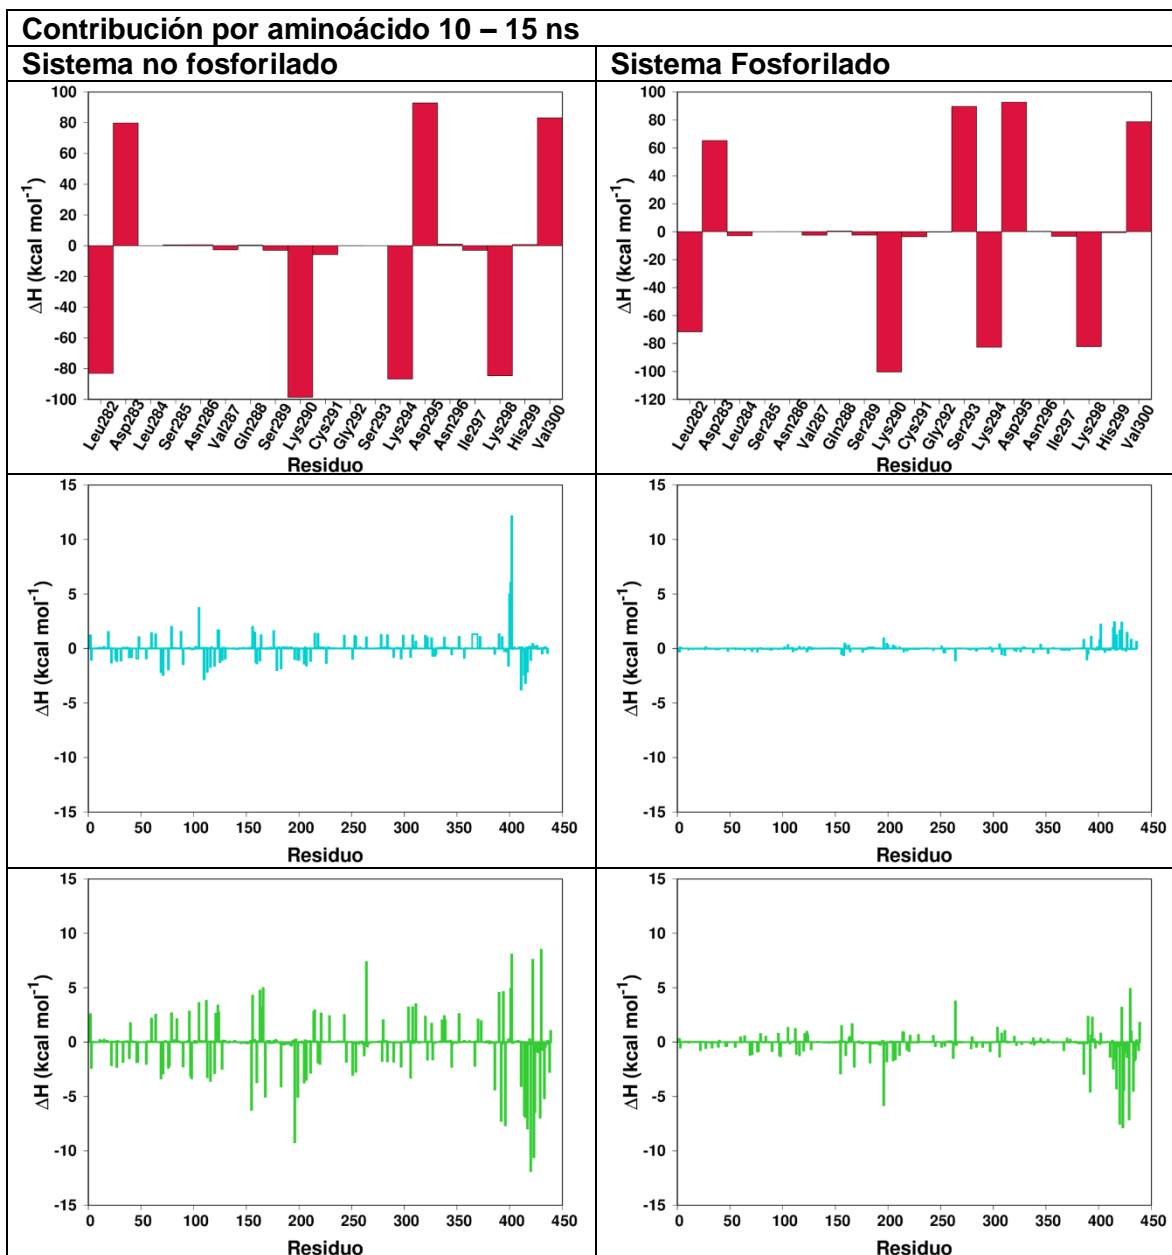 Contribución por aminoácido 10 – 15 ns
Sistema no fosforilado
Sistema Fosforilado
100
80
60
40
20
0
-20
-40
-60
-80
-100
ΔH (kcal mol⁻¹)
Leu282
Asp283
Leu284
Ser285
Asn286
Val287
Gln288
Ser289
Lys290
Cys291
Gly292
Ser293
Lys294
Asp295
Asn296
Ile297
Lys298
His299
Val300
Residuo
100
80
60
40
20
0
-20
-40
-60
-80
-100
-120
ΔH (kcal mol⁻¹)
Leu282
Asp283
Leu284
Ser285
Asn286
Val287
Gln288
Ser289
Lys290
Cys291
Gly292
Ser293
Lys294
Asp295
Asn296
Ile297
Lys298
His299
Val300
Residuo
15
10
5
0
-5
-10
-15
ΔH (kcal mol⁻¹)
0 50 100 150 200 250 300 350 400 450
Residuo
15
10
5
0
-5
-10
-15
ΔH (kcal mol⁻¹)
0 50 100 150 200 250 300 350 400 450
Residuo
15
10
5
0
-5
-10
-15
ΔH (kcal mol⁻¹)
0 50 100 150 200 250 300 350 400 450
Residuo
15
10
5
0
-5
-10
-15
ΔH (kcal mol⁻¹)
0 50 100 150 200 250 300 350 400 450
Residuo